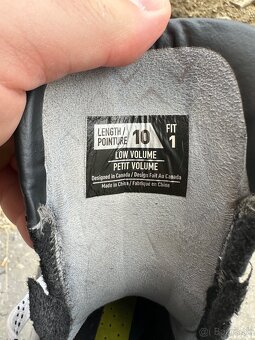 LENGTH / POINTURE 10 FIT 1
LOW VOLUME
PETIT VOLUME
Designed in Canada / Design Fait Au Canada
Made in China / Fabriqué en Chine